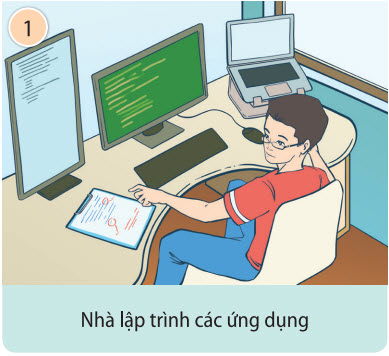 1
Nhà lập trình các ứng dụng